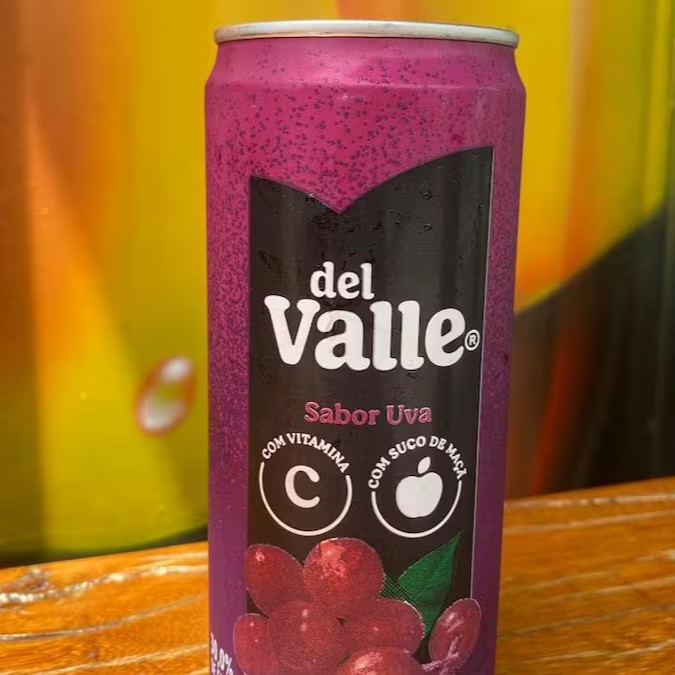 del
Valle®
Sabor Uva
COM VITAMINA
C
COM SUCO DE MAÇÃ